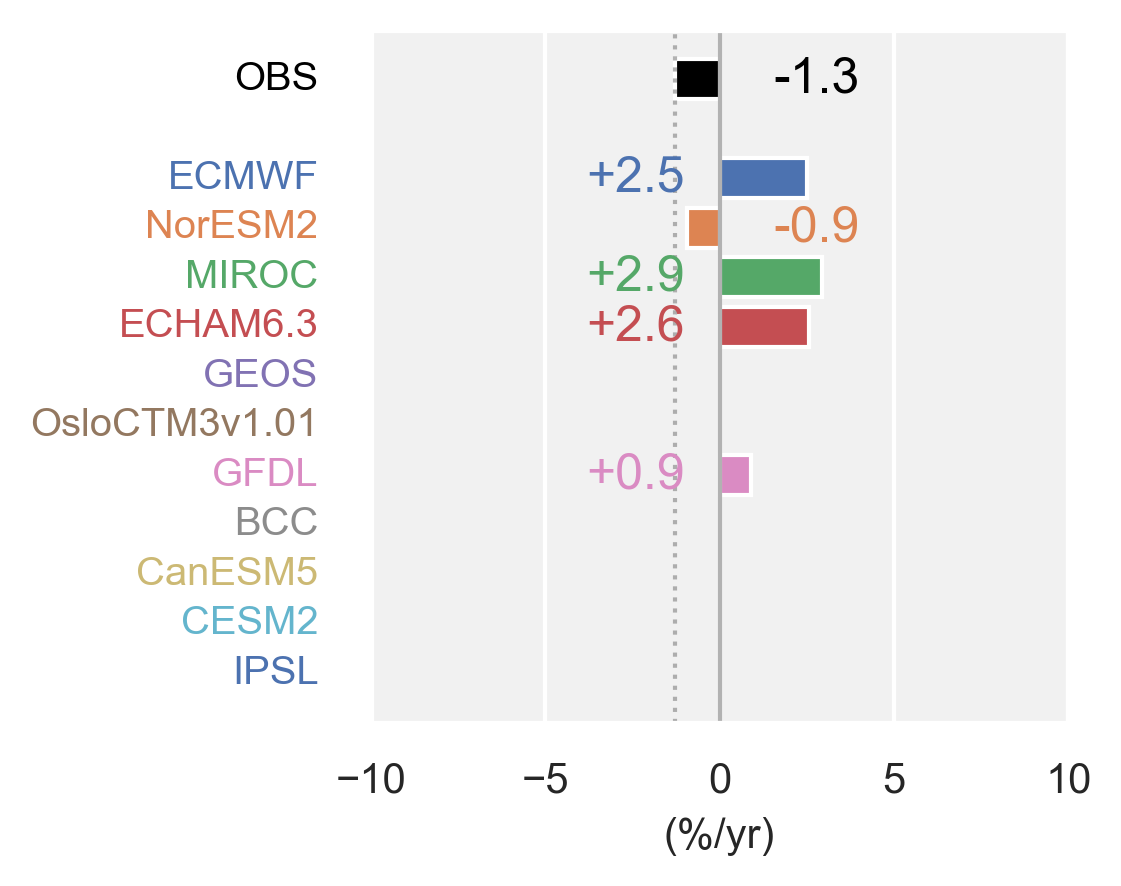 OBS -1.3
ECMWF +2.5
NorESM2 -0.9
MIROC +2.9
ECHAM6.3 +2.6
GEOS
OsloCTM3v1.01
GFDL +0.9
BCC
CanESM5
CESM2
IPSL
−10 −5 0 5 10
(%/yr)